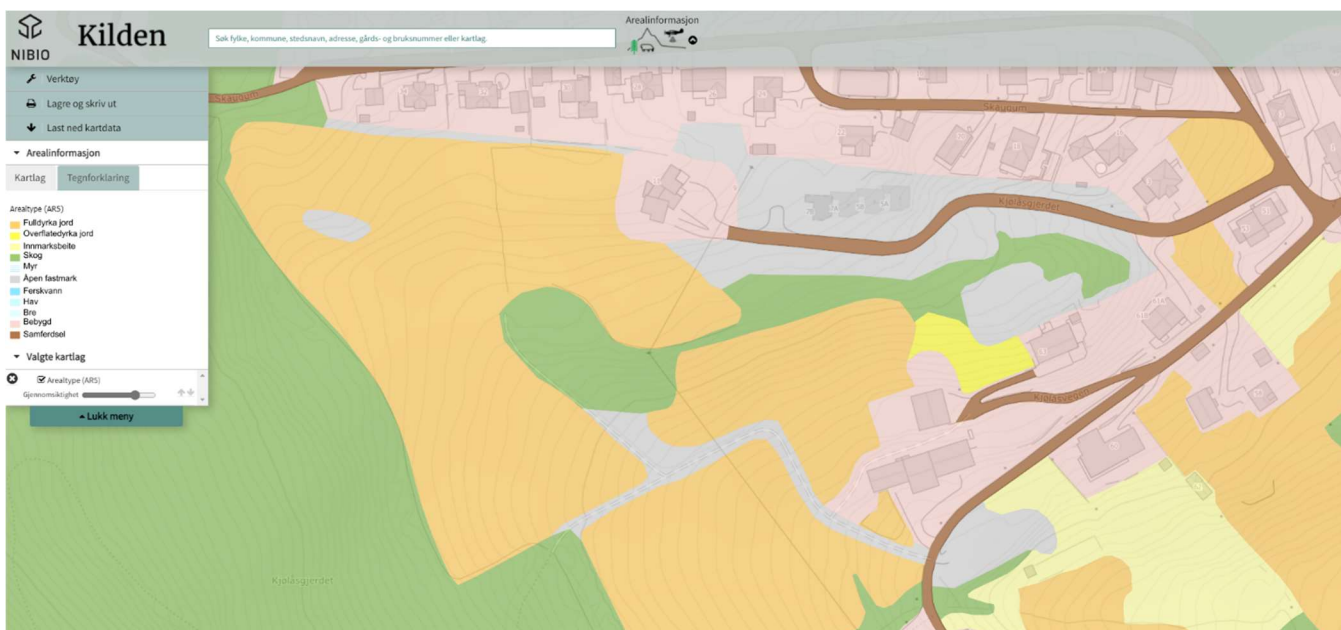 NIBIO
Kilden
Søk fylke, kommune, stedsnavn, adresse, gårds- og bruksnummer eller kartlag.
Arealinformasjon
Verktøy
Lagre og skriv ut
Last ned kartdata
Arealinformasjon
Kartlag
Tegnforklaring
Arealtype (AR5)
Fulldyrka jord
Overflatedyrka jord
Innmarksbeite
Skog
Myr
Åpen fastmark
Ferskvann
Hav
Bre
Bebygd
Samferdsel
Valgte kartlag
Arealtype (AR5)
Gjennomsiktighet
Lukk meny
Skaugum
Skaugum
Kjølåsgjerdet
Kjølåsvegen
Kjølåsgjerdet